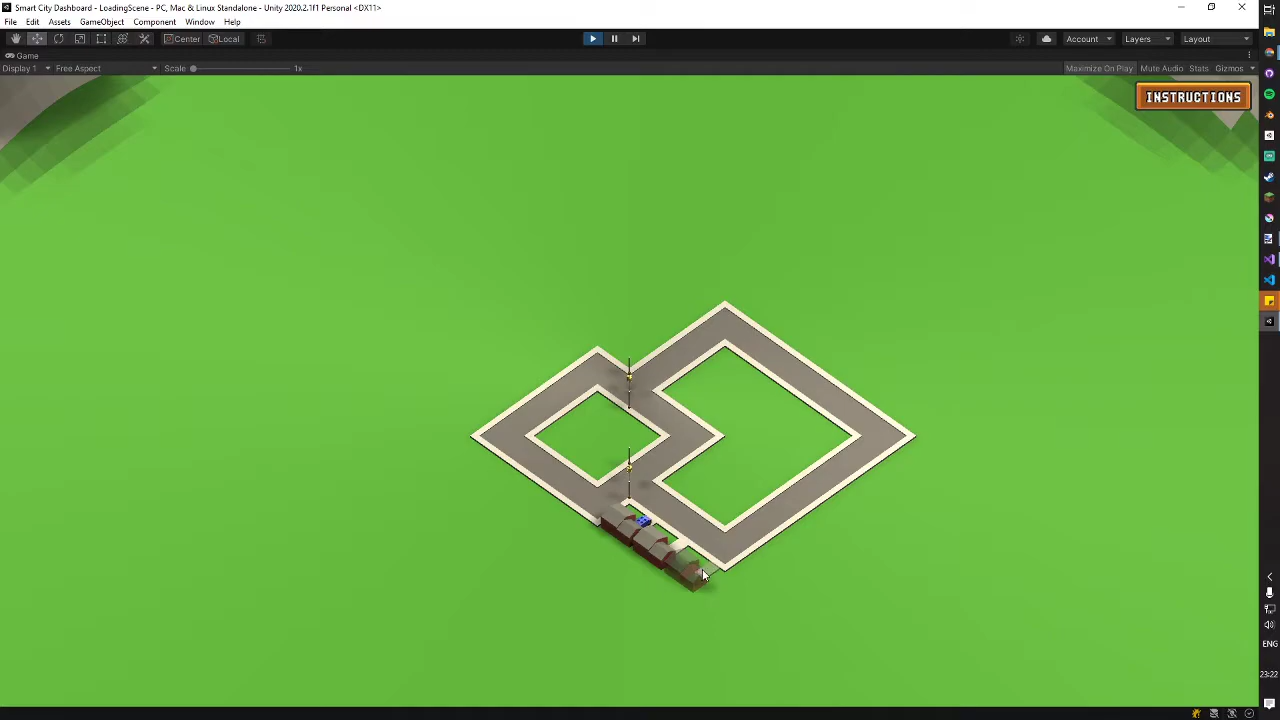 Smart City Dashboard - LoadingScene - PC, Mac & Linux Standalone - Unity 2020.2.1f1 Personal <DX11>
File Edit Assets GameObject Component Window Help
Center Local Account Layers Layout
Game
Display 1 Free Aspect Scale 1x Maximize On Play Mute Audio Stats Gizmos
INSTRUCTIONS
ENG
23:22